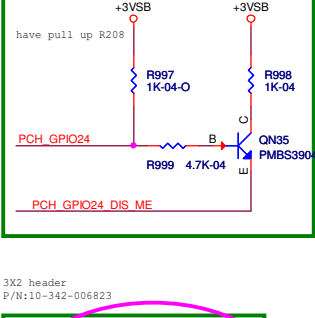 +3VSB +3VSB
have pull up R208
R997 R998
1K-04-O 1K-04
C
PCH_GPIO24 B QN35
R999 4.7K-04 PMBS3904
E
PCH_GPIO24_DIS_ME
3X2 header
P/N:10-342-006823